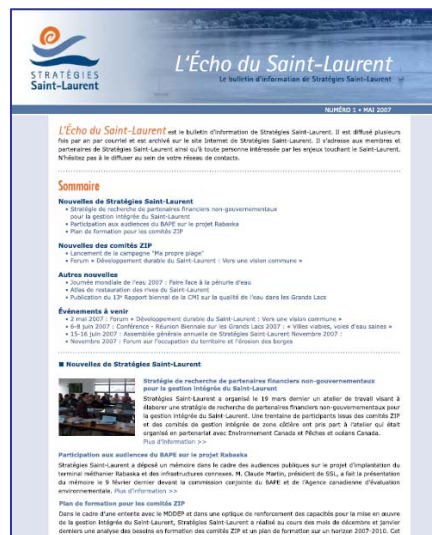 STRATÉGIES
Saint-Laurent
L'Écho du Saint-Laurent
Le bulletin d'information de Stratégies Saint-Laurent
NUMÉRO 1 • MAI 2007
L'Écho du Saint-Laurent est le bulletin d'information de Stratégies Saint-Laurent. Il est diffusé plusieurs
fois par an par courriel et est archivé sur le site Internet de Stratégies Saint-Laurent. Il s'adresse aux membres et
partenaires de Stratégies Saint-Laurent ainsi qu'à toute personne intéressée par les enjeux touchant le Saint-Laurent.
N'hésitez pas à le diffuser au sein de votre réseau de contacts.
Sommaire
Nouvelles de Stratégies Saint-Laurent
• Stratégie de recherche de partenaires financiers non-gouvernementaux
pour la gestion intégrée du Saint-Laurent
• Participation aux audiences du BAPE sur le projet Rabaska
• Plan de formation pour les comités ZIP
Nouvelles des comités ZIP
• Lancement de la campagne "Ma propre plage"
• Forum « Développement durable du Saint-Laurent : Vers une vision commune »
Autres nouvelles
• Journée mondiale de l'eau 2007 : Faire face à la pénurie d'eau
• Atlas de restauration des rives du Saint-Laurent
• Publication du 13e Rapport biennal de la CMI sur la qualité de l'eau dans les Grands Lacs
Événements à venir
• 2 mai 2007 : Forum « Développement durable du Saint-Laurent : Vers une vision commune »
• 6-8 juin 2007 : Conférence - Réunion Biennale sur les Grands Lacs 2007 : « Villes viables, voies d'eau saines »
• 15-16 juin 2007 : Assemblée générale annuelle de Stratégies Saint-Laurent Novembre 2007 :
• Novembre 2007 : Forum sur l'occupation du territoire et l'érosion des berges
■ Nouvelles de Stratégies Saint-Laurent
Stratégie de recherche de partenaires financiers non-gouvernementaux
pour la gestion intégrée du Saint-Laurent
Stratégies Saint-Laurent a organisé le 19 mars dernier un atelier de travail visant à
élaborer une stratégie de recherche de partenaires financiers non-gouvernementaux pour
la gestion intégrée du Saint-Laurent. Une trentaine de participants issus des comités ZIP
et des comités de gestion intégrée de zone côtière ont pris part à l'atelier qui était
organisé en partenariat avec Environnement Canada et Pêches et océans Canada.
Plus d'information >>
Participation aux audiences du BAPE sur le projet Rabaska
Stratégies Saint-Laurent a déposé un mémoire dans le cadre des audiences publiques sur le projet d'implantation du
terminal méthanier Rabaska et des infrastructures connexes. M. Claude Martin, président de SSL, a fait la présentation
du mémoire le 9 février dernier devant la commission conjointe du BAPE et de l'Agence canadienne d'évaluation
environnementale. Plus d'information >>
Plan de formation pour les comités ZIP
Dans le cadre d'une entente avec le MDDEP et dans une optique de renforcement des capacités pour la mise en œuvre
de la gestion intégrée du Saint-Laurent, Stratégies Saint-Laurent a réalisé au cours des mois de décembre et janvier
derniers une analyse des besoins en formation des comités ZIP et un plan de formation sur un horizon 2007-2010. Cet